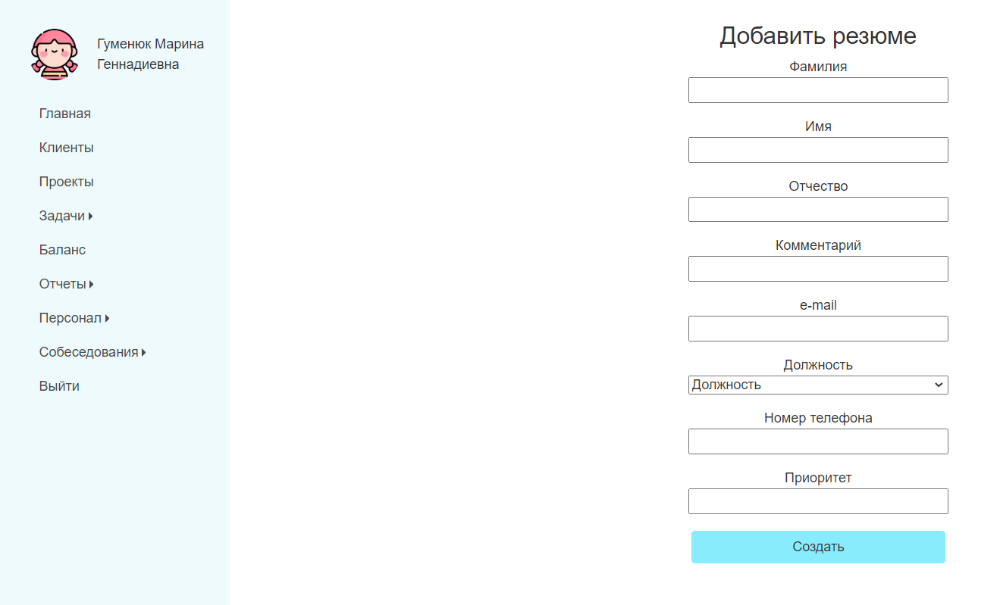 Гуменюк Марина
Геннадиевна
Главная
Клиенты
Проекты
Задачи
Баланс
Отчеты
Персонал
Собеседования
Выйти
Добавить резюме
Фамилия
Имя
Отчество
Комментарий
e-mail
Должность
Должность
Номер телефона
Приоритет
Создать